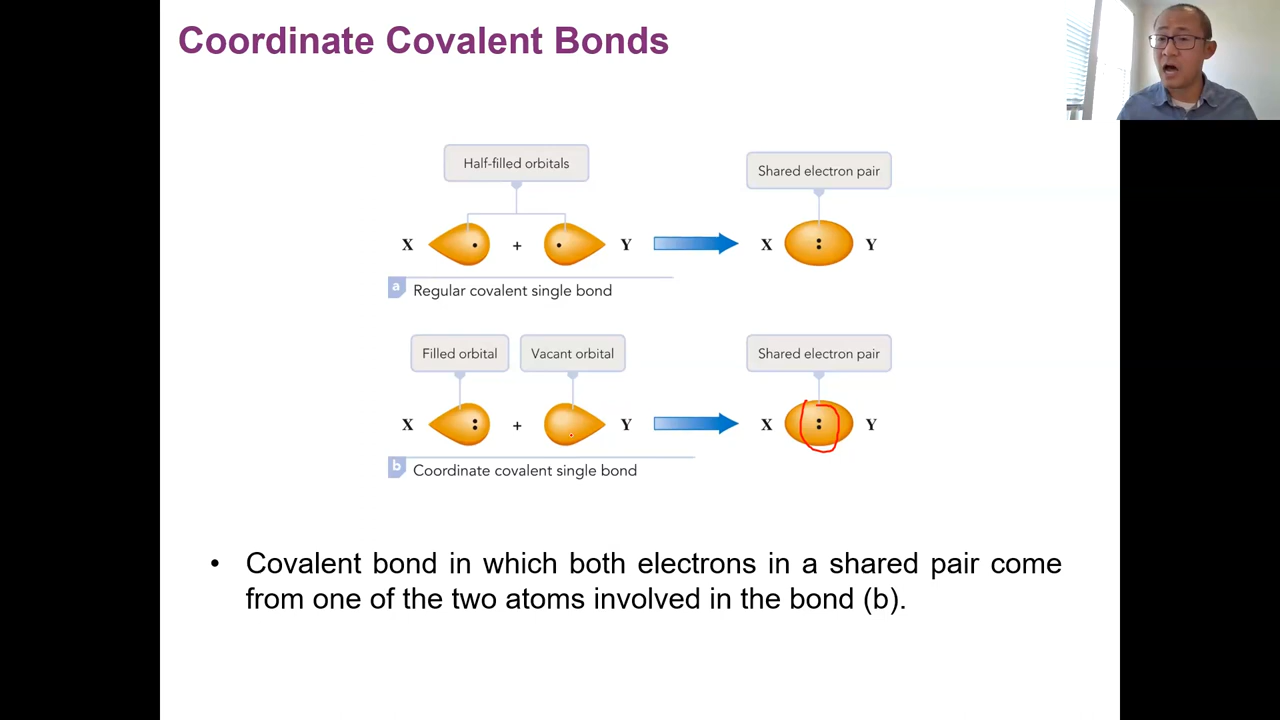 Coordinate Covalent Bonds
Half-filled orbitals
Shared electron pair
X + Y X : Y
a Regular covalent single bond
Filled orbital
Vacant orbital
Shared electron pair
X : + Y X : Y
b Coordinate covalent single bond
• Covalent bond in which both electrons in a shared pair come
from one of the two atoms involved in the bond (b).